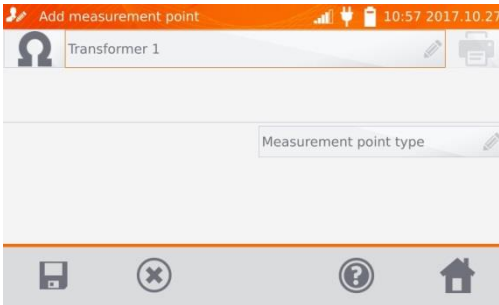 Add measurement point 10:57 2017.10.27
Ω Transformer 1
Measurement point type
?